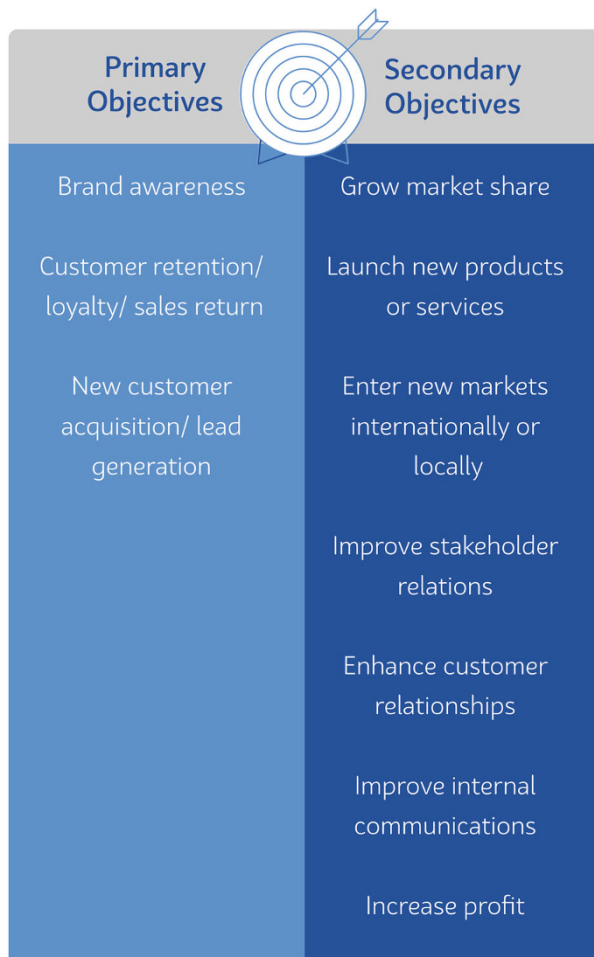 Primary
Objectives
Secondary
Objectives
Brand awareness
Customer retention/
loyalty/ sales return
New customer
acquisition/ lead
generation
Grow market share
Launch new products
or services
Enter new markets
internationally or
locally
Improve stakeholder
relations
Enhance customer
relationships
Improve internal
communications
Increase profit